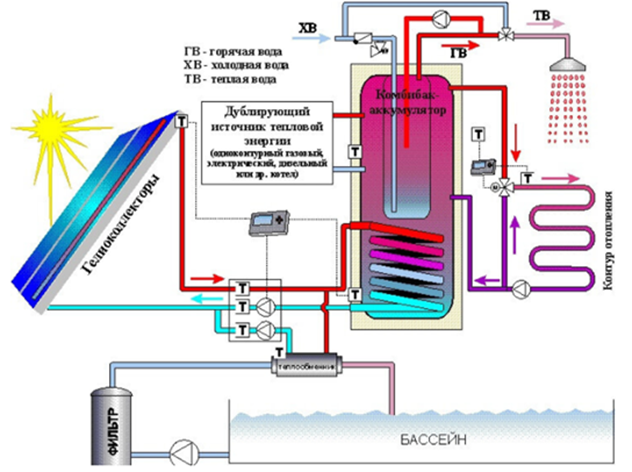 ХВ
ТВ
ГВ - горячая вода
ХВ - холодная вода
ТВ - теплая вода
ГВ
Комбибак-
аккумулятор
Дублирующий
источник тепловой
энергии
(одноконтурный газовый,
электрический, дизельный
или др. котел)
T
T
T
T
Гелиоколлекторы
Контур отопления
T
T
T
T
T
теплообменник
ФИЛЬТР
БАССЕЙН